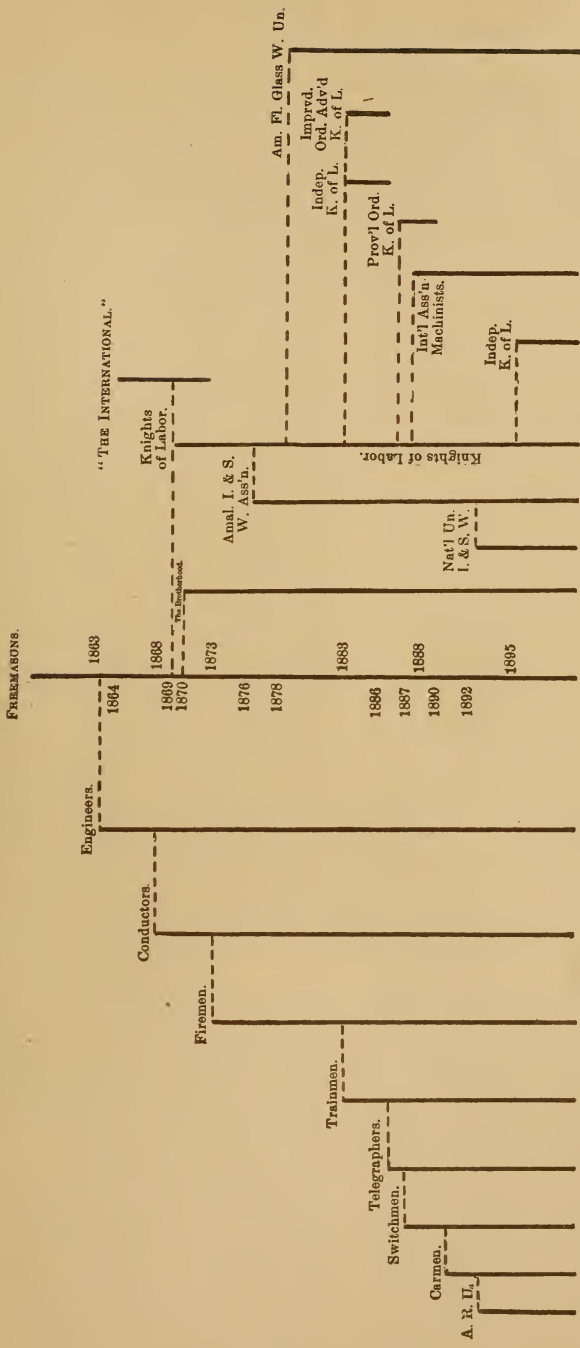 FREEMASONS.
1863
1864
1868
1869
1870
1873
1876
1878
1883
1886
1887
1888
1890
1892
1895
Engineers.
Conductors.
Firemen.
Trainmen.
Telegraphers.
Switchmen.
Carmen.
A. R. U.
The Brotherhood.
"THE INTERNATIONAL."
Knights
of Labor.
Knights of Labor.
Amal. I. & S.
W. Ass'n.
Nat'l Un.
I. & S. W.
Am. Fl. Glass W. Un.
Indep.
K. of L.
Imprvd.
Ord. Adv'd
K. of L.
Prov'l Ord.
K. of L.
Int'l Ass'n
Machinists.
Indep.
K. of L.